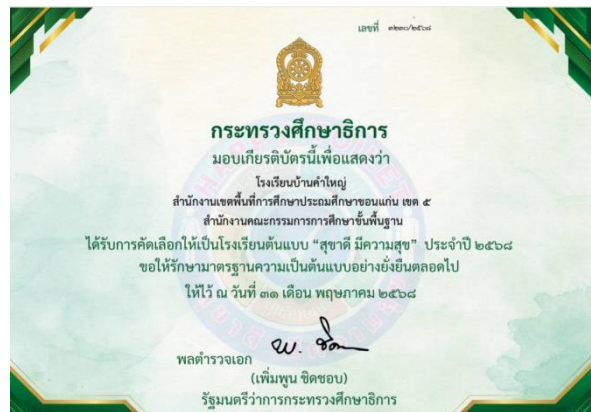 เลขที่ ๓๒๓๐/๒๕๖๘
กระทรวงศึกษาธิการ
มอบเกียรติบัตรนี้เพื่อแสดงว่า
โรงเรียนบ้านคำใหญ่
สำนักงานเขตพื้นที่การศึกษาประถมศึกษาขอนแก่น เขต ๕
สำนักงานคณะกรรมการการศึกษาขั้นพื้นฐาน
ได้รับการคัดเลือกให้เป็นโรงเรียนต้นแบบ “สุขาดี มีความสุข” ประจำปี ๒๕๖๘
ขอให้รักษามาตรฐานความเป็นต้นแบบอย่างยั่งยืนตลอดไป
ให้ไว้ ณ วันที่ ๓๑ เดือน พฤษภาคม ๒๕๖๘
พลตำรวจเอก
(เพิ่มพูน ชิดชอบ)
รัฐมนตรีว่าการกระทรวงศึกษาธิการ